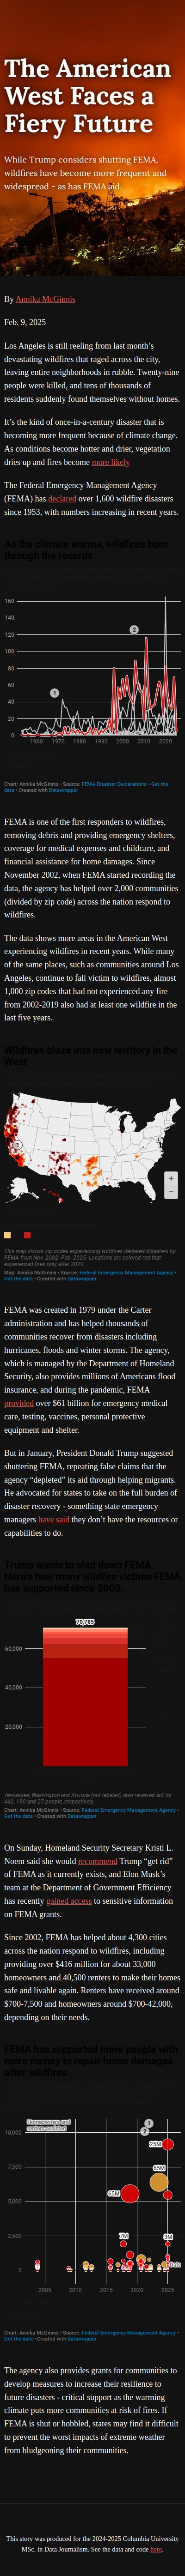 The American
West Faces a
Fiery Future
While Trump considers shutting FEMA,
wildfires have become more frequent and
widespread - as has FEMA aid.
By Annika McGinnis
Feb. 9, 2025
Los Angeles is still reeling from last month’s
devastating wildfires that raged across the city,
leaving entire neighborhoods in rubble. Twenty-nine
people were killed, and tens of thousands of
residents suddenly found themselves without homes.
It’s the kind of once-in-a-century disaster that is
becoming more frequent because of climate change.
As conditions become hotter and drier, vegetation
dries up and fires become more likely
The Federal Emergency Management Agency
(FEMA) has declared over 1,600 wildfire disasters
since 1953, with numbers increasing in recent years.
As the climate warms, wildfires burn
through the records
160
140
120
100
80
60
40
20
0
1
2
1960 1970 1980 1990 2000 2010 2020
Chart: Annika McGinnis • Source: FEMA Disaster Declarations • Get the
data • Created with Datawrapper
FEMA is one of the first responders to wildfires,
removing debris and providing emergency shelters,
coverage for medical expenses and childcare, and
financial assistance for home damages. Since
November 2002, when FEMA started recording the
data, the agency has helped over 2,000 communities
(divided by zip code) across the nation respond to
wildfires.
The data shows more areas in the American West
experiencing wildfires in recent years. While many
of the same places, such as communities around Los
Angeles, continue to fall victim to wildfires, almost
1,000 zip codes that had not experienced any fire
from 2002-2019 also had at least one wildfire in the
last five years.
Wildfires blaze into new territory in the
West
1
+
−
This map shows zip codes experiencing wildfires declared disasters by
FEMA from Nov. 2002 -Feb. 2025. Locations are colored red that
experienced fires only after 2020.
Map: Annika McGinnis • Source: Federal Emergency Management Agency •
Get the data • Created with Datawrapper
FEMA was created in 1979 under the Carter
administration and has helped thousands of
communities recover from disasters including
hurricanes, floods and winter storms. The agency,
which is managed by the Department of Homeland
Security, also provides millions of Americans flood
insurance, and during the pandemic, FEMA
provided over $61 billion for emergency medical
care, testing, vaccines, personal protective
equipment and shelter.
But in January, President Donald Trump suggested
shuttering FEMA, repeating false claims that the
agency “depleted” its aid through helping migrants.
He advocated for states to take on the full burden of
disaster recovery - something state emergency
managers have said they don’t have the resources or
capabilities to do.
Trump wants to shut down FEMA.
Here's how many wildfire victims FEMA
has supported since 2002.
70,785
60,000
40,000
20,000
Tennessee, Washington and Arizona (not labeled) also received aid for
442, 190 and 27 people, respectively.
Chart: Annika McGinnis • Source: Federal Emergency Management Agency •
Get the data • Created with Datawrapper
On Sunday, Homeland Security Secretary Kristi L.
Noem said she would recommend Trump “get rid”
of FEMA as it currently exists, and Elon Musk’s
team at the Department of Government Efficiency
has recently gained access to sensitive information
on FEMA grants.
Since 2002, FEMA has helped about 4,300 cities
across the nation respond to wildfires, including
providing over $416 million for about 33,000
homeowners and 40,500 renters to make their homes
safe and livable again. Renters have received around
$700-7,500 and homeowners around $700-42,000,
depending on their needs.
FEMA has supported more people with
more money to repair home damages
after wildfires
Homeowners and
renters assisted
1
2
10,000
7,500
5,000
2,500
0
25M
65M
65M
7M
3M
2005 2010 2015 2020 2025
Chart: Annika McGinnis • Source: Federal Emergency Management Agency •
Get the data • Created with Datawrapper
The agency also provides grants for communities to
develop measures to increase their resilience to
future disasters - critical support as the warming
climate puts more communities at risk of fires. If
FEMA is shut or hobbled, states may find it difficult
to prevent the worst impacts of extreme weather
from bludgeoning their communities.
This story was produced for the 2024-2025 Columbia University
MSc. in Data Journalism. See the data and code here.